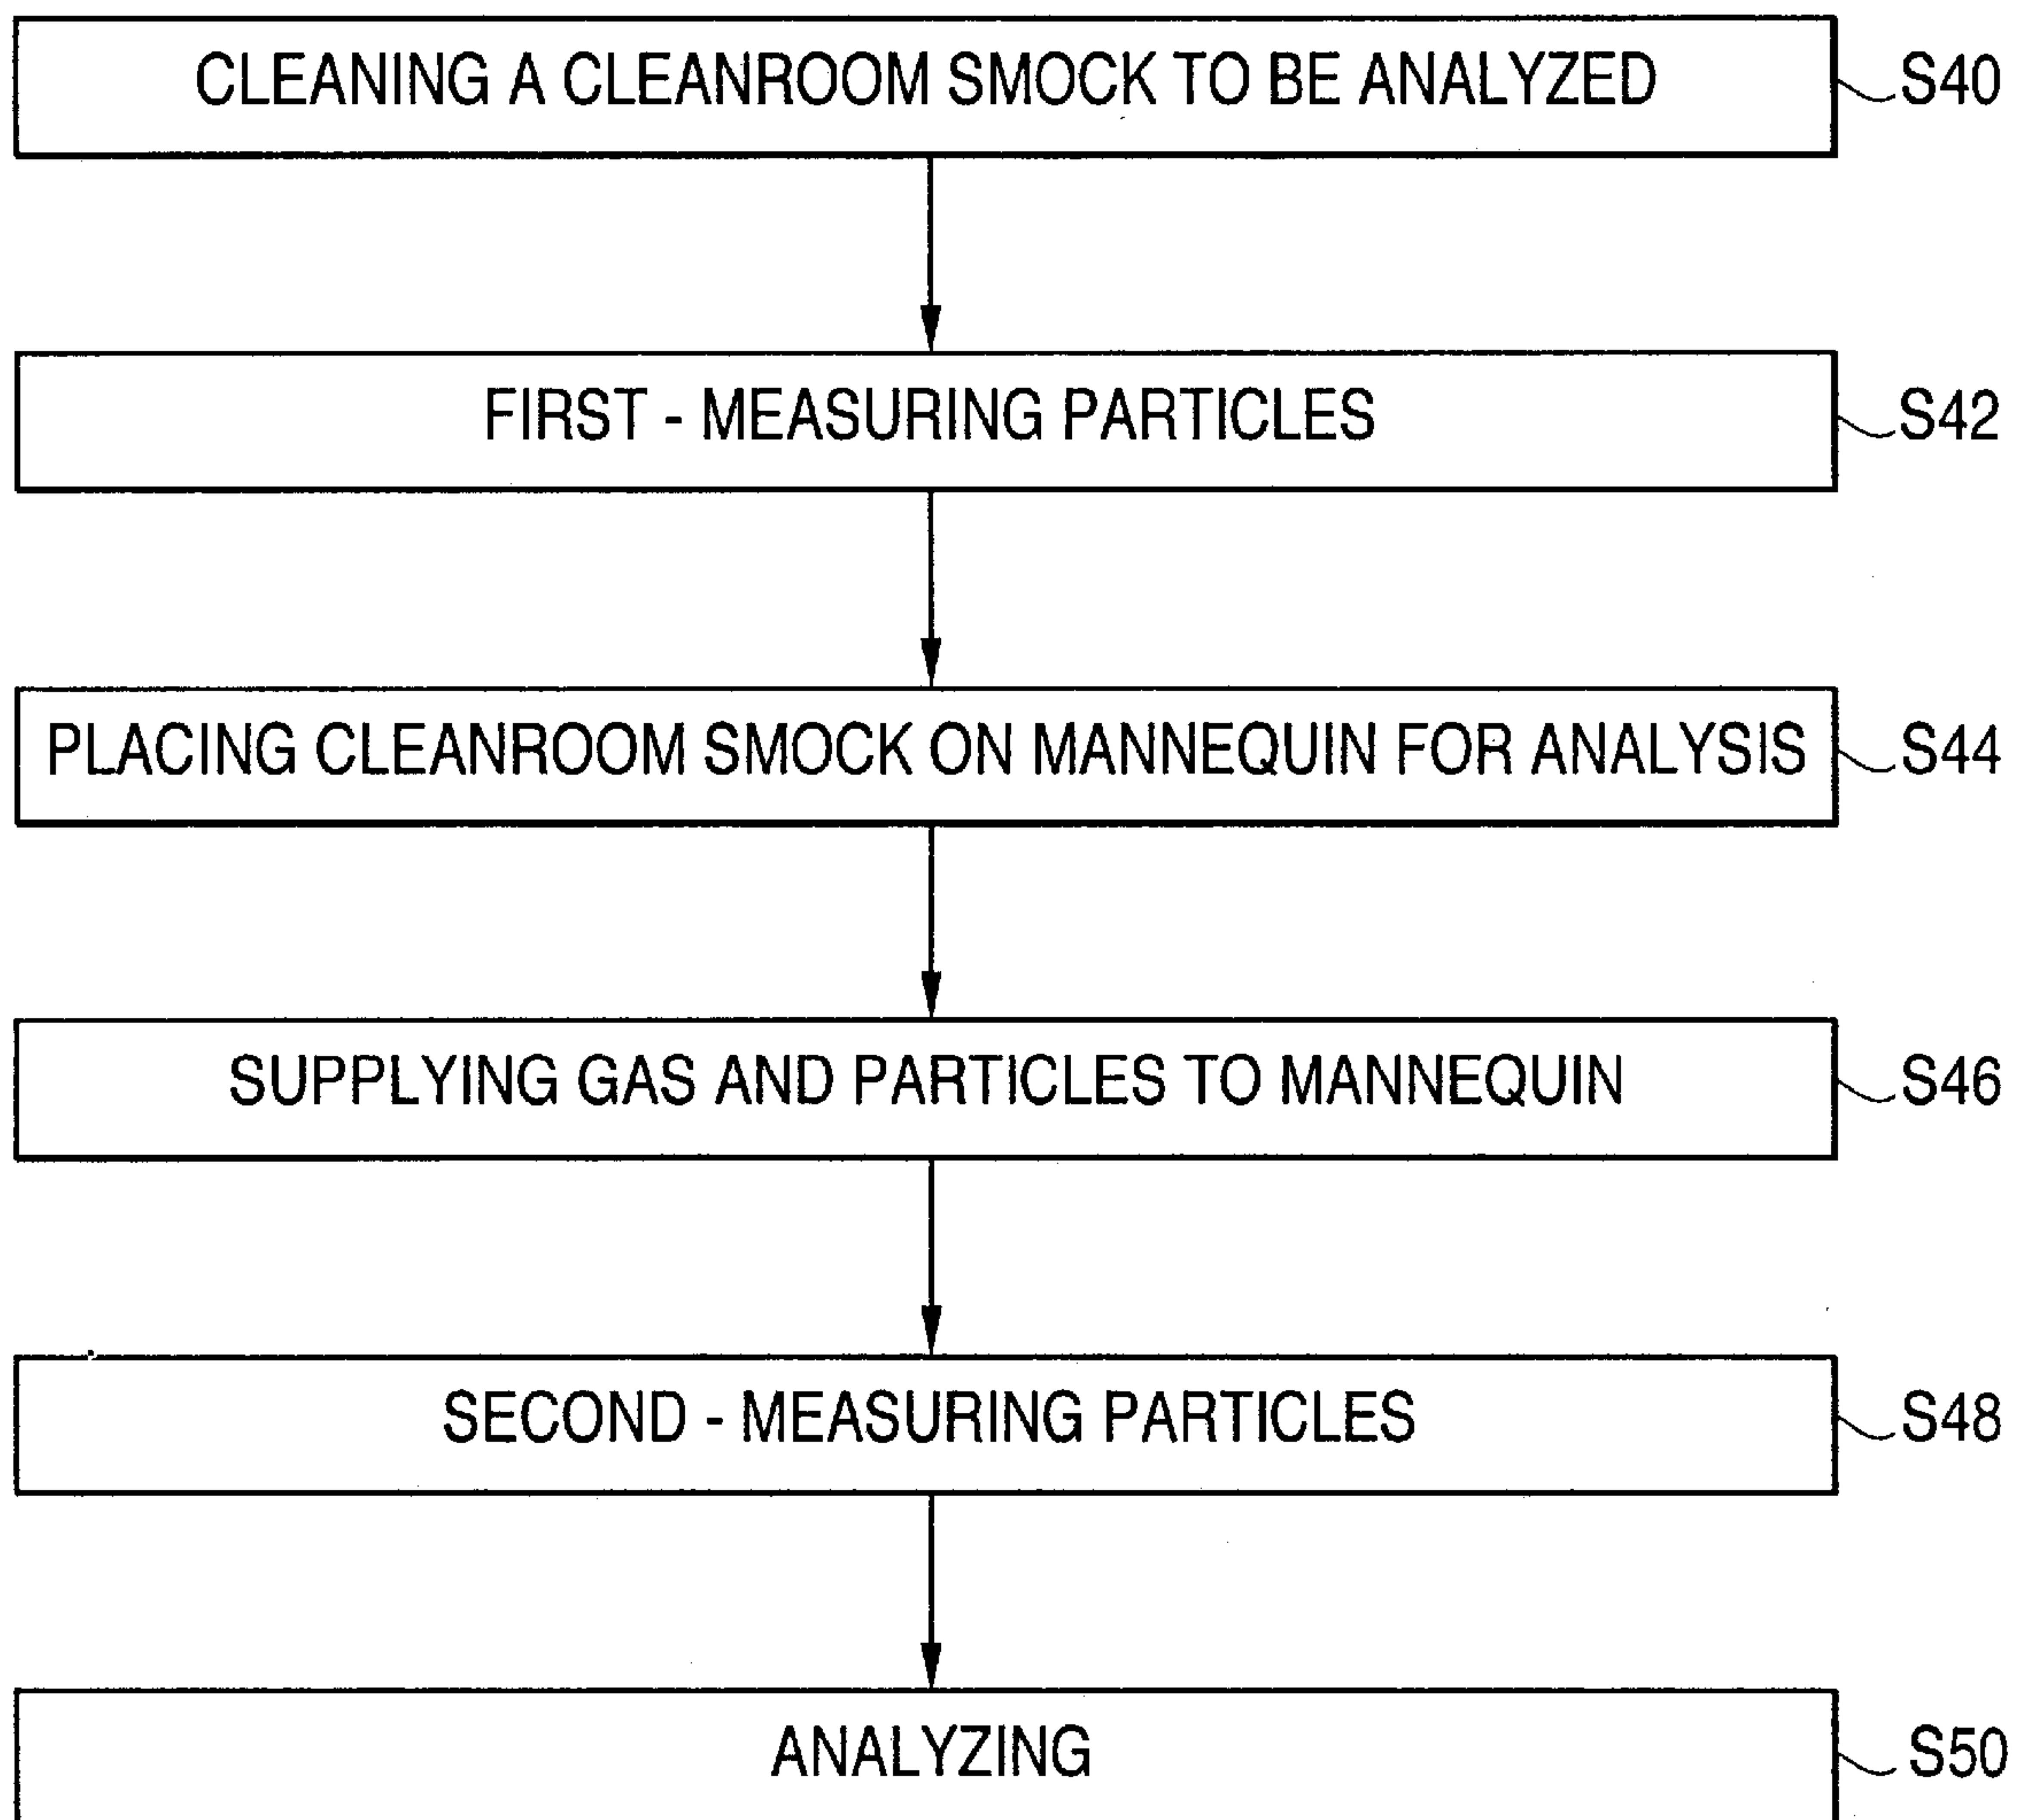 CLEANING A CLEANROOM SMOCK TO BE ANALYZED S40
FIRST - MEASURING PARTICLES S42
PLACING CLEANROOM SMOCK ON MANNEQUIN FOR ANALYSIS S44
SUPPLYING GAS AND PARTICLES TO MANNEQUIN S46
SECOND - MEASURING PARTICLES S48
ANALYZING S50